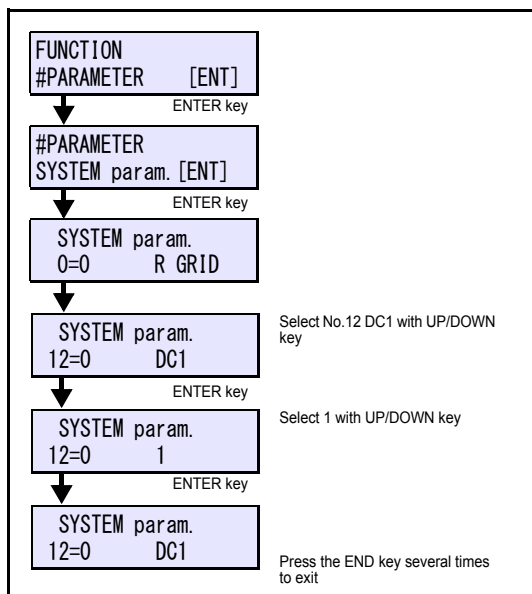 FUNCTION
#PARAMETER [ENT]
ENTER key
#PARAMETER
SYSTEM param.[ENT]
ENTER key
SYSTEM param.
0=0 R GRID
SYSTEM param.
12=0 DC1
Select No.12 DC1 with UP/DOWN
key
ENTER key
SYSTEM param.
12=0 1
Select 1 with UP/DOWN key
ENTER key
SYSTEM param.
12=0 DC1
Press the END key several times
to exit